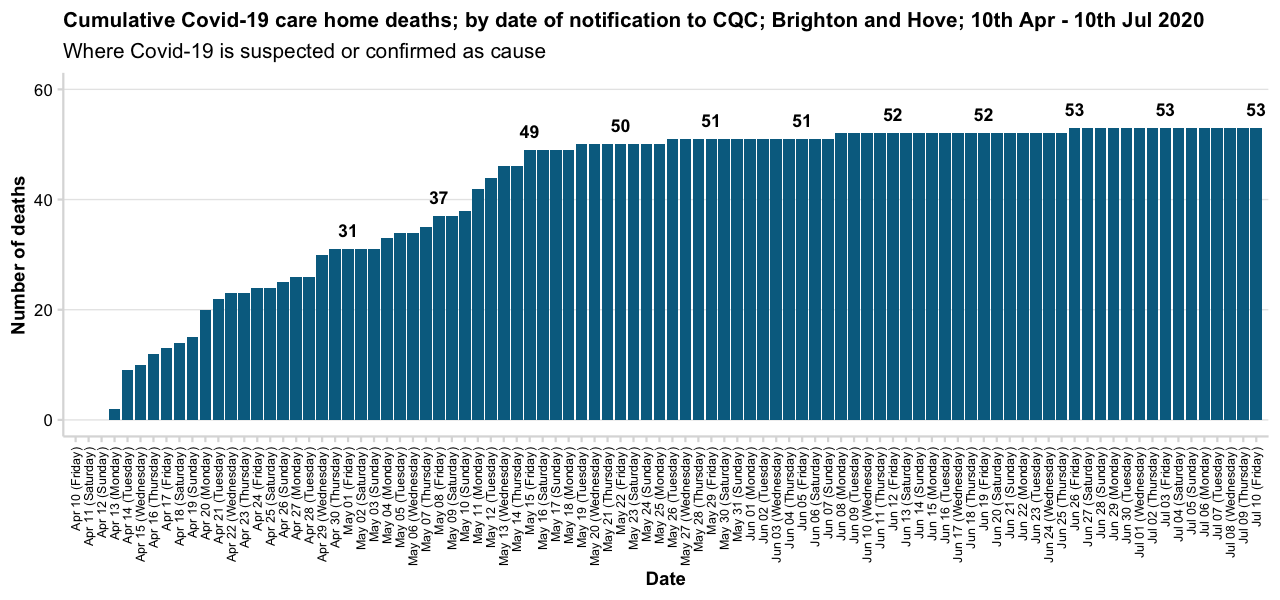 Cumulative Covid-19 care home deaths; by date of notification to CQC; Brighton and Hove; 10th Apr - 10th Jul 2020
Where Covid-19 is suspected or confirmed as cause
Number of deaths
60
40
20
0
31
37
49
50
51
51
52
52
53
53
53
Apr 10 (Friday)
Apr 11 (Saturday)
Apr 12 (Sunday)
Apr 13 (Monday)
Apr 14 (Tuesday)
Apr 15 (Wednesday)
Apr 16 (Thursday)
Apr 17 (Friday)
Apr 18 (Saturday)
Apr 19 (Sunday)
Apr 20 (Monday)
Apr 21 (Tuesday)
Apr 22 (Wednesday)
Apr 23 (Thursday)
Apr 24 (Friday)
Apr 25 (Saturday)
Apr 26 (Sunday)
Apr 27 (Monday)
Apr 28 (Tuesday)
Apr 29 (Wednesday)
Apr 30 (Thursday)
May 01 (Friday)
May 02 (Saturday)
May 03 (Sunday)
May 04 (Monday)
May 05 (Tuesday)
May 06 (Wednesday)
May 07 (Thursday)
May 08 (Friday)
May 09 (Saturday)
May 10 (Sunday)
May 11 (Monday)
May 12 (Tuesday)
May 13 (Wednesday)
May 14 (Thursday)
May 15 (Friday)
May 16 (Saturday)
May 17 (Sunday)
May 18 (Monday)
May 19 (Tuesday)
May 20 (Wednesday)
May 21 (Thursday)
May 22 (Friday)
May 23 (Saturday)
May 24 (Sunday)
May 25 (Monday)
May 26 (Tuesday)
May 27 (Wednesday)
May 28 (Thursday)
May 29 (Friday)
May 30 (Saturday)
May 31 (Sunday)
Jun 01 (Monday)
Jun 02 (Tuesday)
Jun 03 (Wednesday)
Jun 04 (Thursday)
Jun 05 (Friday)
Jun 06 (Saturday)
Jun 07 (Sunday)
Jun 08 (Monday)
Jun 09 (Tuesday)
Jun 10 (Wednesday)
Jun 11 (Thursday)
Jun 12 (Friday)
Jun 13 (Saturday)
Jun 14 (Sunday)
Jun 15 (Monday)
Jun 16 (Tuesday)
Jun 17 (Wednesday)
Jun 18 (Thursday)
Jun 19 (Friday)
Jun 20 (Saturday)
Jun 21 (Sunday)
Jun 22 (Monday)
Jun 23 (Tuesday)
Jun 24 (Wednesday)
Jun 25 (Thursday)
Jun 26 (Friday)
Jun 27 (Saturday)
Jun 28 (Sunday)
Jun 29 (Monday)
Jun 30 (Tuesday)
Jul 01 (Wednesday)
Jul 02 (Thursday)
Jul 03 (Friday)
Jul 04 (Saturday)
Jul 05 (Sunday)
Jul 06 (Monday)
Jul 07 (Tuesday)
Jul 08 (Wednesday)
Jul 09 (Thursday)
Jul 10 (Friday)
Date